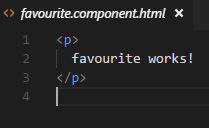 <> favourite.component.html ×
1 <p>
2   favourite works!
3 </p>
4